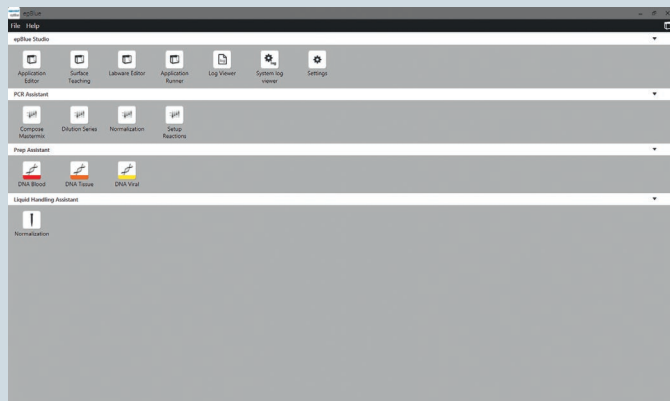 epBlue
File Help
epBlue Studio
Application Editor
Surface Teaching
Labware Editor
Application Runner
Log Viewer
System log viewer
Settings
PCR Assistant
Compose Mastermix
Dilution Series
Normalization
Setup Reactions
Prep Assistant
DNA Blood
DNA Tissue
DNA Viral
Liquid Handling Assistant
Normalization